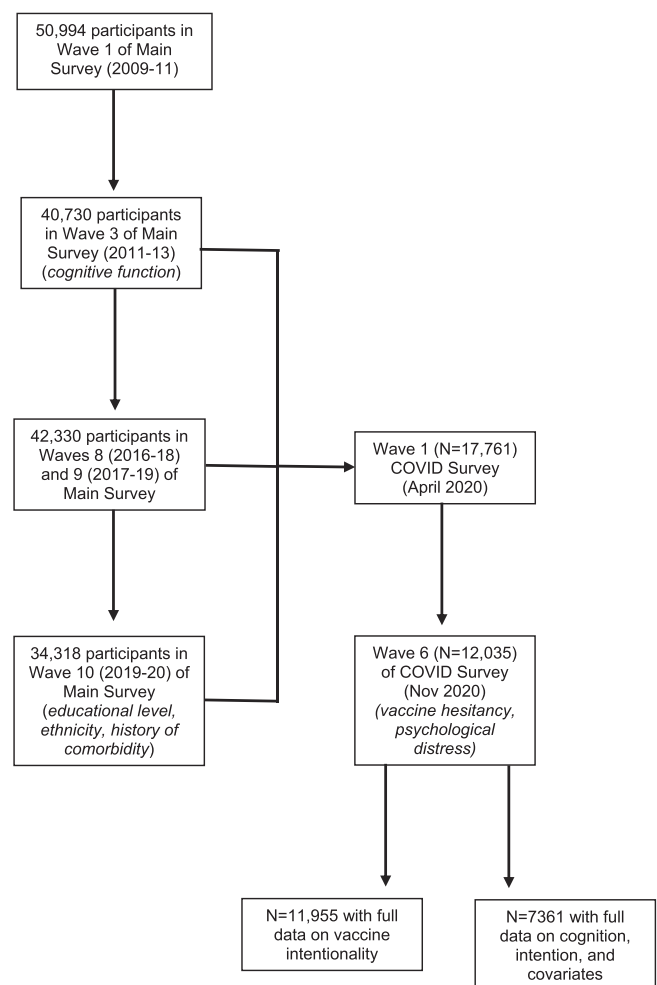 50,994 participants in
Wave 1 of Main
Survey (2009-11)
40,730 participants
in Wave 3 of Main
Survey (2011-13)
(cognitive function)
42,330 participants in
Waves 8 (2016-18)
and 9 (2017-19) of
Main Survey
Wave 1 (N=17,761)
COVID Survey
(April 2020)
34,318 participants in
Wave 10 (2019-20) of
Main Survey
(educational level,
ethnicity, history of
comorbidity)
Wave 6 (N=12,035)
of COVID Survey
(Nov 2020)
(vaccine hesitancy,
psychological
distress)
N=11,955 with full
data on vaccine
intentionality
N=7361 with full
data on cognition,
intention, and
covariates